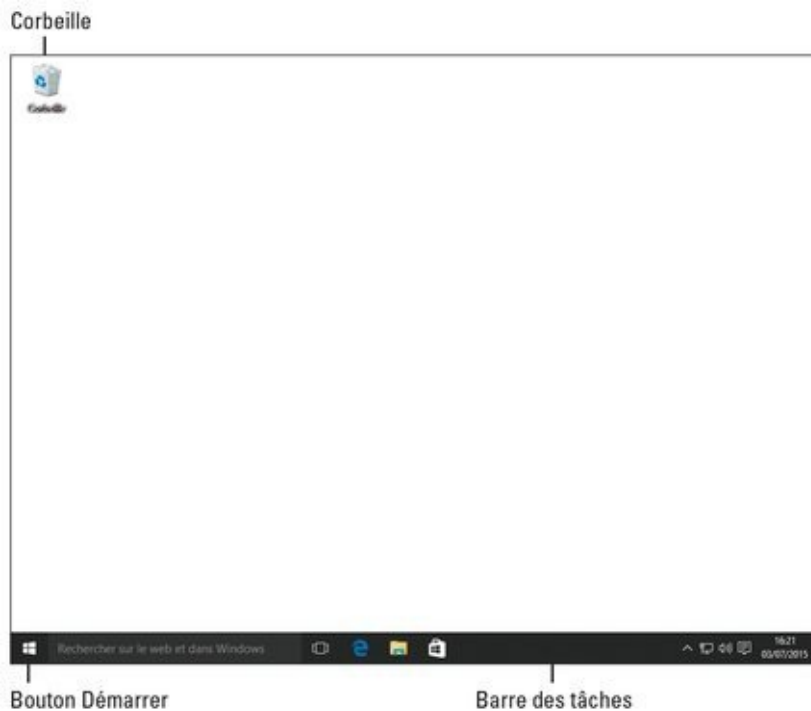 Corbeille
Corbeille
Rechercher sur le web et dans Windows
16:21
03/07/2015
Bouton Démarrer
Barre des tâches